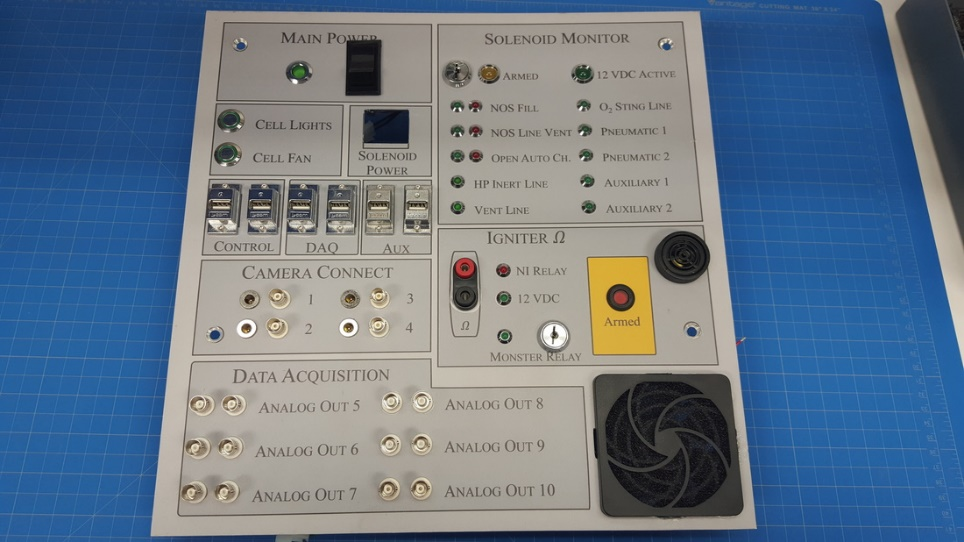 MAIN POWER
CELL LIGHTS
CELL FAN
SOLENOID
POWER
CONTROL
DAQ
AUX
CAMERA CONNECT
1
3
2
4
DATA ACQUISITION
ANALOG OUT 5
ANALOG OUT 8
ANALOG OUT 6
ANALOG OUT 9
ANALOG OUT 7
ANALOG OUT 10
SOLENOID MONITOR
ARMED
12 VDC ACTIVE
NOS FILL
O₂ STING LINE
NOS LINE VENT
PNEUMATIC 1
OPEN AUTO CH.
PNEUMATIC 2
HP INERT LINE
AUXILIARY 1
VENT LINE
AUXILIARY 2
IGNITER Ω
NI RELAY
12 VDC
Ω
MONSTER RELAY
Armed